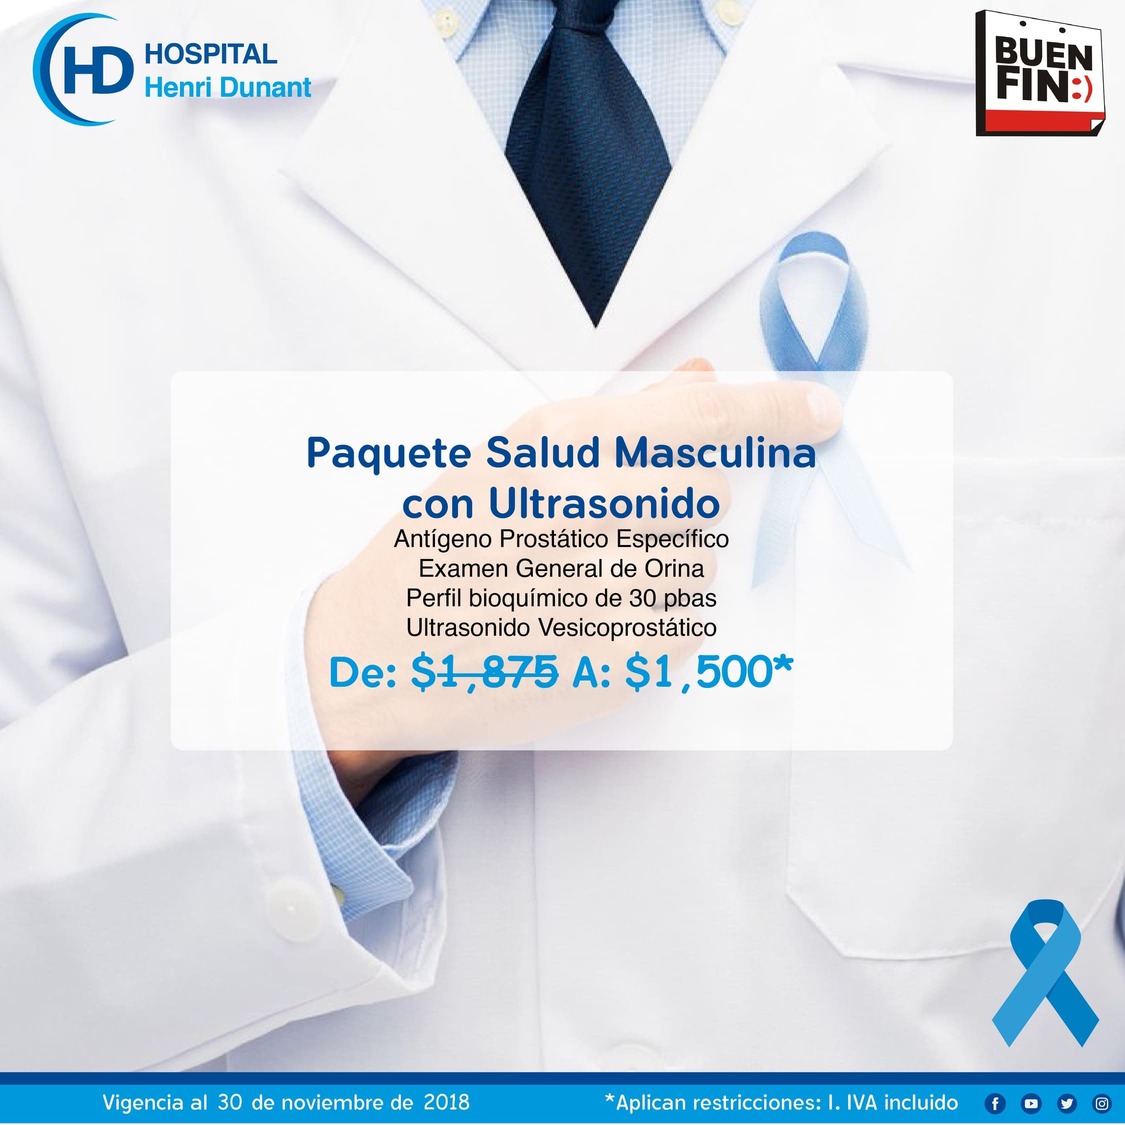 HD HOSPITAL
Henri Dunant
BUEN
FIN:)
Paquete Salud Masculina
con Ultrasonido
Antígeno Prostático Específico
Examen General de Orina
Perfil bioquímico de 30 pbas
Ultrasonido Vesicoprostático
De: $1,875 A: $1,500*
Vigencia al 30 de noviembre de 2018
*Aplican restricciones: I. IVA incluido